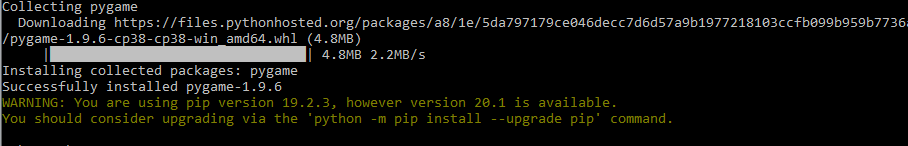 Collecting pygame
Downloading https://files.pythonhosted.org/packages/a8/1e/5da797179ce046decc7d6d57a9b1977218103ccfb099b959b7736a
/pygame-1.9.6-cp38-cp38-win_amd64.whl (4.8MB)
| | 4.8MB 2.2MB/s
Installing collected packages: pygame
Successfully installed pygame-1.9.6
WARNING: You are using pip version 19.2.3, however version 20.1 is available.
You should consider upgrading via the 'python -m pip install --upgrade pip' command.